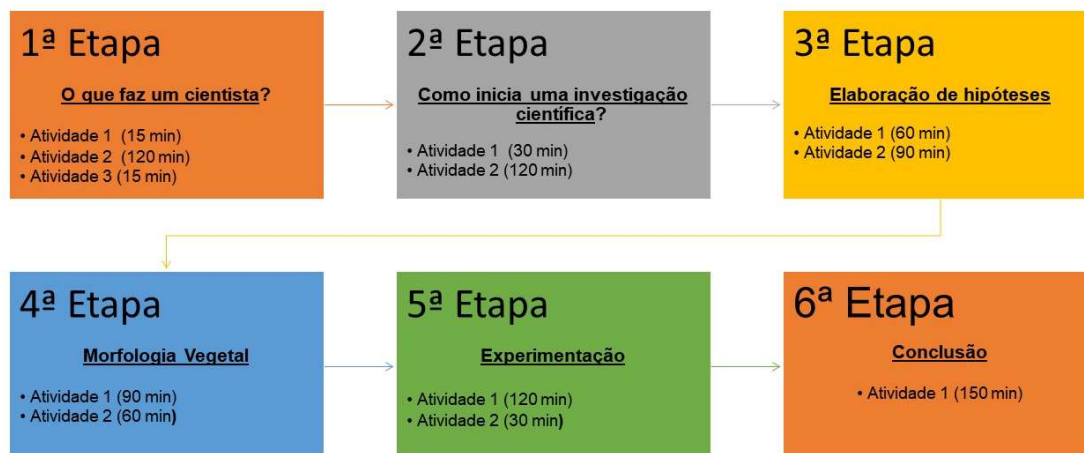 1ª Etapa
O que faz um cientista?
• Atividade 1 (15 min)
• Atividade 2 (120 min)
• Atividade 3 (15 min)
2ª Etapa
Como inicia uma investigação
científica?
• Atividade 1 (30 min)
• Atividade 2 (120 min)
3ª Etapa
Elaboração de hipóteses
• Atividade 1 (60 min)
• Atividade 2 (90 min)
4ª Etapa
Morfologia Vegetal
• Atividade 1 (90 min)
• Atividade 2 (60 min)
5ª Etapa
Experimentação
• Atividade 1 (120 min)
• Atividade 2 (30 min)
6ª Etapa
Conclusão
• Atividade 1 (150 min)